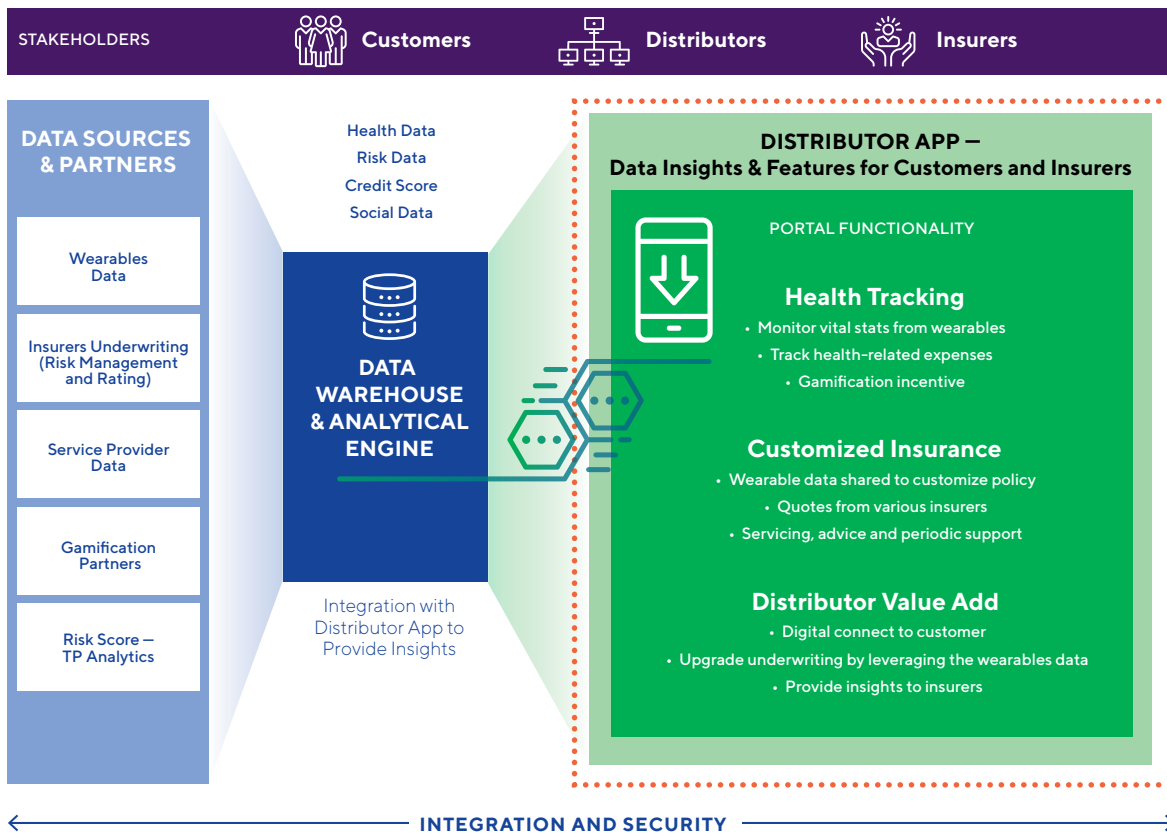 STAKEHOLDERS
Customers
Distributors
Insurers
DATA SOURCES
& PARTNERS
Wearables
Data
Insurers Underwriting
(Risk Management
and Rating)
Service Provider
Data
Gamification
Partners
Risk Score —
TP Analytics
Health Data
Risk Data
Credit Score
Social Data
DATA
WAREHOUSE
& ANALYTICAL
ENGINE
Integration with
Distributor App to
Provide Insights
DISTRIBUTOR APP —
Data Insights & Features for Customers and Insurers
PORTAL FUNCTIONALITY
Health Tracking
• Monitor vital stats from wearables
• Track health-related expenses
• Gamification incentive
Customized Insurance
• Wearable data shared to customize policy
• Quotes from various insurers
• Servicing, advice and periodic support
Distributor Value Add
• Digital connect to customer
• Upgrade underwriting by leveraging the wearables data
• Provide insights to insurers
INTEGRATION AND SECURITY